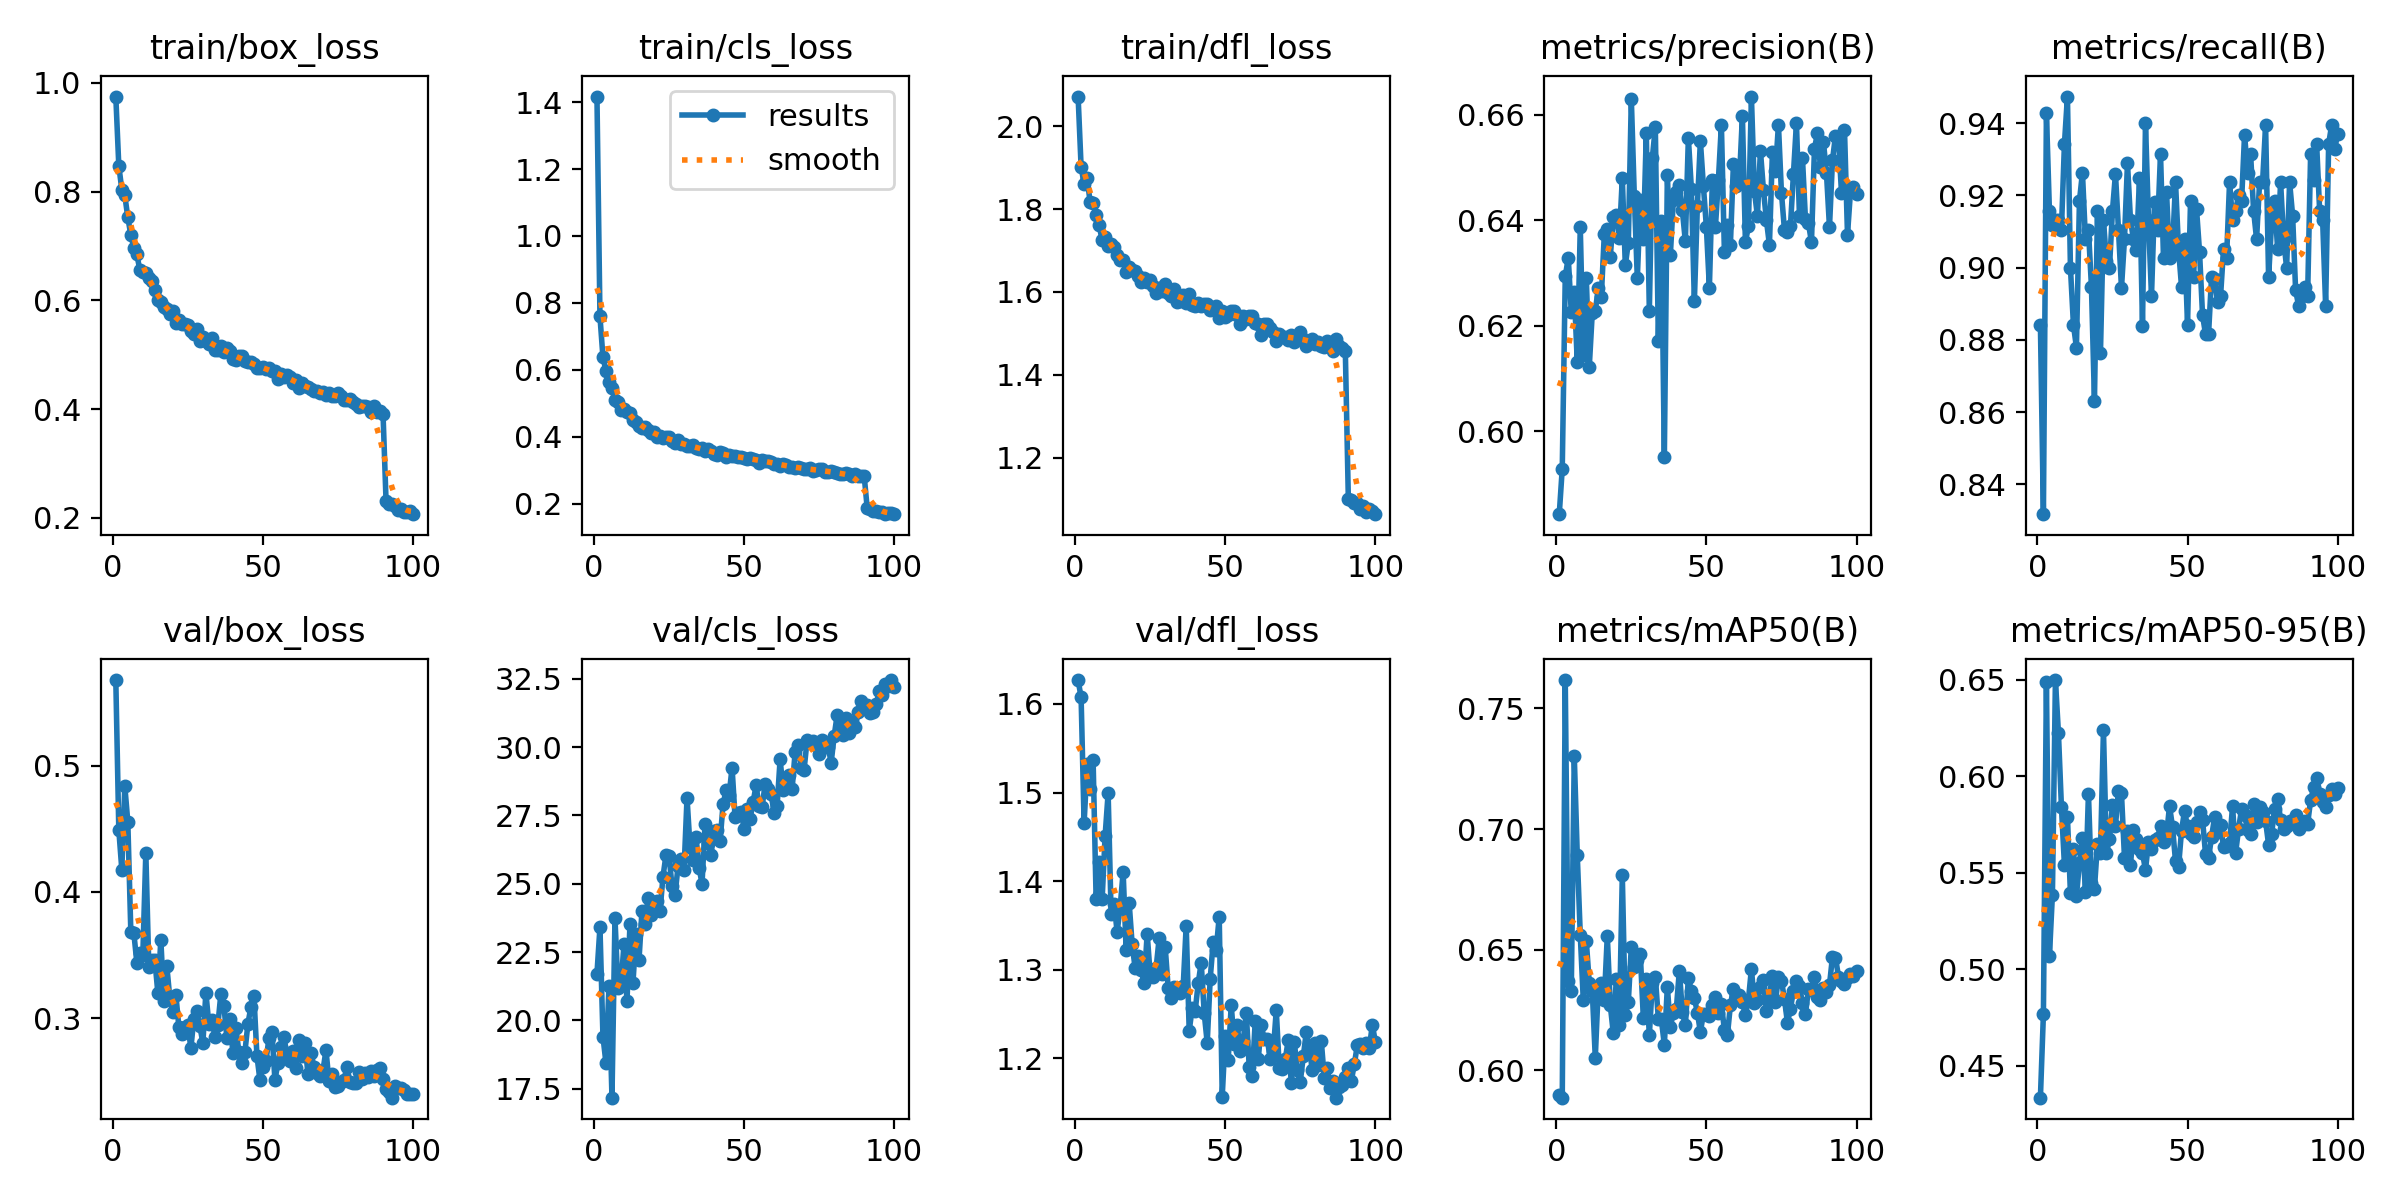 train/box_loss
1.0
0.8
0.6
0.4
0.2
0 50 100
train/cls_loss
results
smooth
1.4
1.2
1.0
0.8
0.6
0.4
0.2
0 50 100
train/dfl_loss
2.0
1.8
1.6
1.4
1.2
0 50 100
metrics/precision(B)
0.66
0.64
0.62
0.60
0 50 100
metrics/recall(B)
0.94
0.92
0.90
0.88
0.86
0.84
0 50 100
val/box_loss
0.5
0.4
0.3
0 50 100
val/cls_loss
32.5
30.0
27.5
25.0
22.5
20.0
17.5
0 50 100
val/dfl_loss
1.6
1.5
1.4
1.3
1.2
0 50 100
metrics/mAP50(B)
0.75
0.70
0.65
0.60
0 50 100
metrics/mAP50-95(B)
0.65
0.60
0.55
0.50
0.45
0 50 100